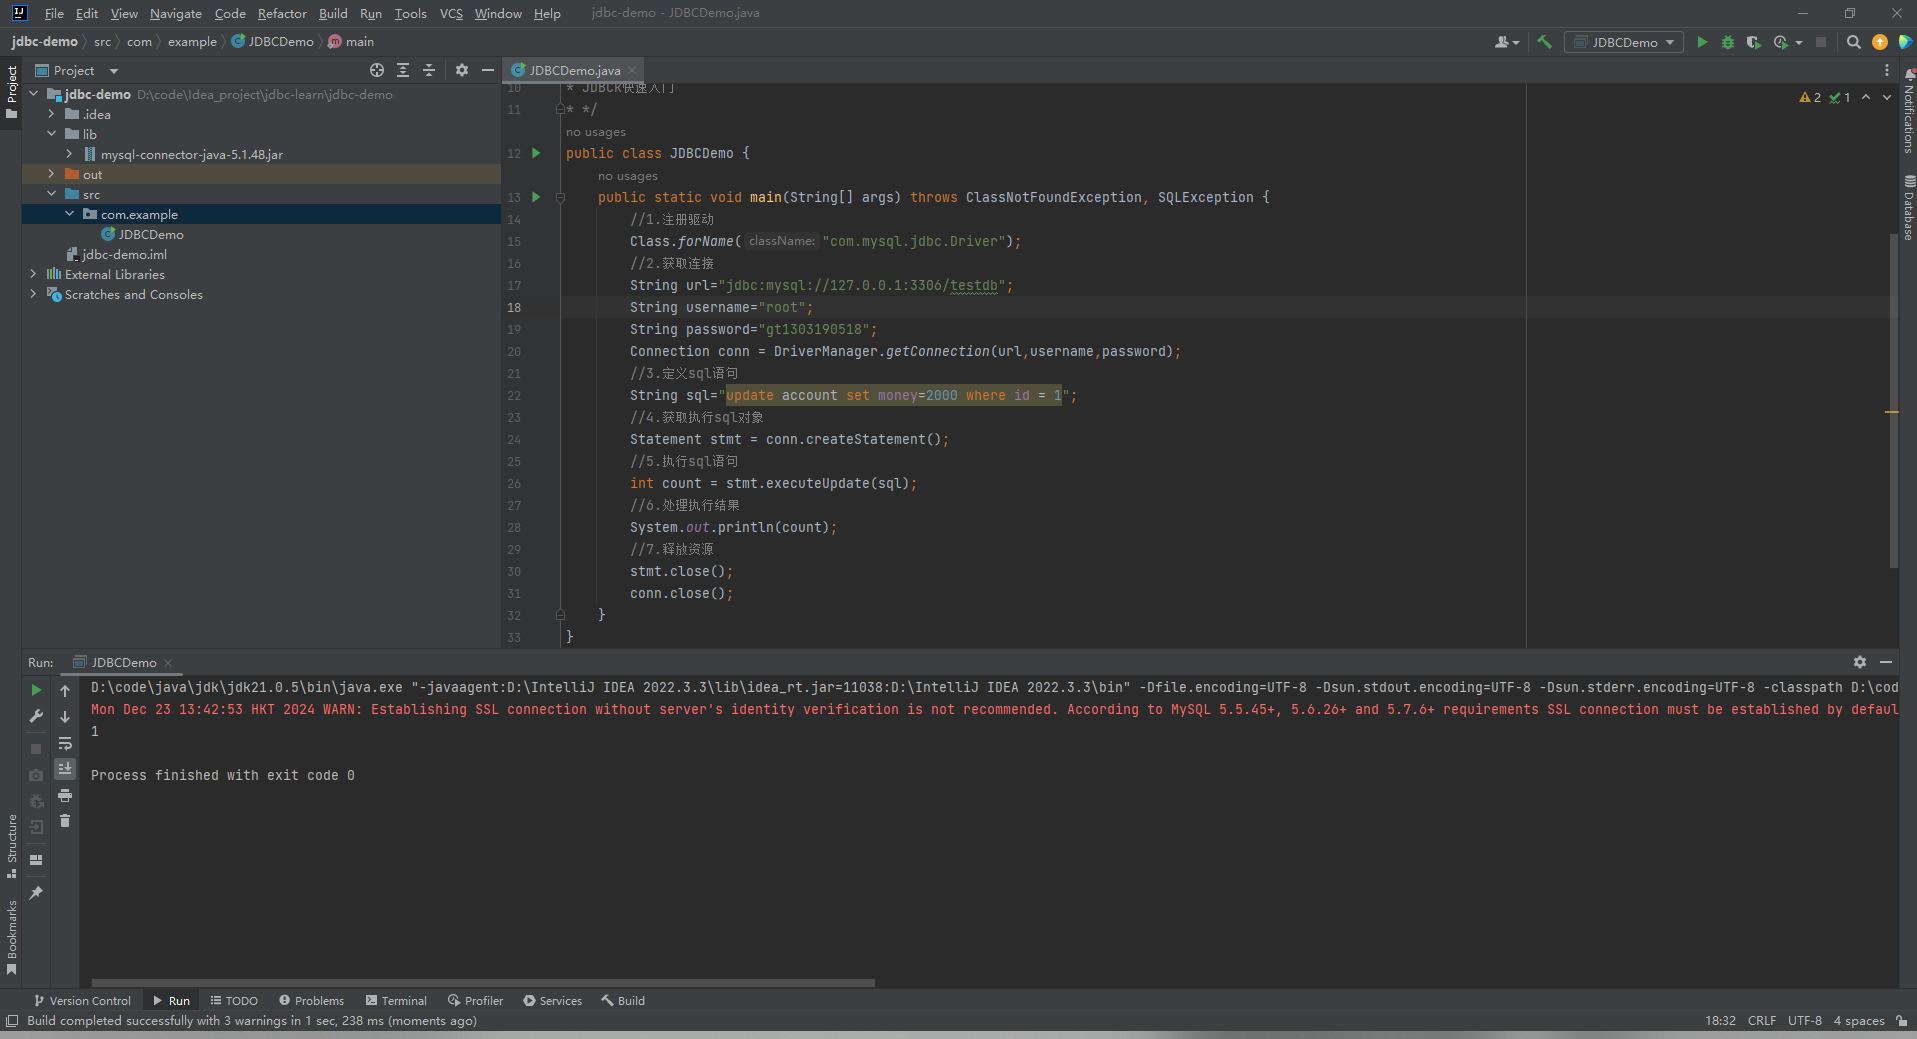 File Edit View Navigate Code Refactor Build Run Tools VCS Window Help jdbc-demo - JDBCDemo.java
jdbc-demo src com example JDBCDemo main
JDBCDemo
Project
JDBCDemo.java
jdbc-demo D:\code\Idea_project\jdbc-learn\jdbc-demo
.idea
lib
mysql-connector-java-5.1.48.jar
out
src
com.example
JDBCDemo
jdbc-demo.iml
External Libraries
Scratches and Consoles
Project
Structure
Bookmarks
Notifications
Database
2 1
10 * JDBCR快速入门
11 * */
no usages
12 public class JDBCDemo {
no usages
13 public static void main(String[] args) throws ClassNotFoundException, SQLException {
14 //1.注册驱动
15 Class.forName( className: "com.mysql.jdbc.Driver");
16 //2.获取连接
17 String url="jdbc:mysql://127.0.0.1:3306/testdb";
18 String username="root";
19 String password="gt1303190518";
20 Connection conn = DriverManager.getConnection(url,username,password);
21 //3.定义sql语句
22 String sql="update account set money=2000 where id = 1";
23 //4.获取执行sql对象
24 Statement stmt = conn.createStatement();
25 //5.执行sql语句
26 int count = stmt.executeUpdate(sql);
27 //6.处理执行结果
28 System.out.println(count);
29 //7.释放资源
30 stmt.close();
31 conn.close();
32 }
33 }
Run: JDBCDemo
D:\code\java\jdk\jdk21.0.5\bin\java.exe "-javaagent:D:\IntelliJ IDEA 2022.3.3\lib\idea_rt.jar=11038:D:\IntelliJ IDEA 2022.3.3\bin" -Dfile.encoding=UTF-8 -Dsun.stdout.encoding=UTF-8 -Dsun.stderr.encoding=UTF-8 -classpath D:\cod
Mon Dec 23 13:42:53 HKT 2024 WARN: Establishing SSL connection without server's identity verification is not recommended. According to MySQL 5.5.45+, 5.6.26+ and 5.7.6+ requirements SSL connection must be established by defaul
1
Process finished with exit code 0
Version Control Run TODO Problems Terminal Profiler Services Build
Build completed successfully with 3 warnings in 1 sec, 238 ms (moments ago)
18:32 CRLF UTF-8 4 spaces